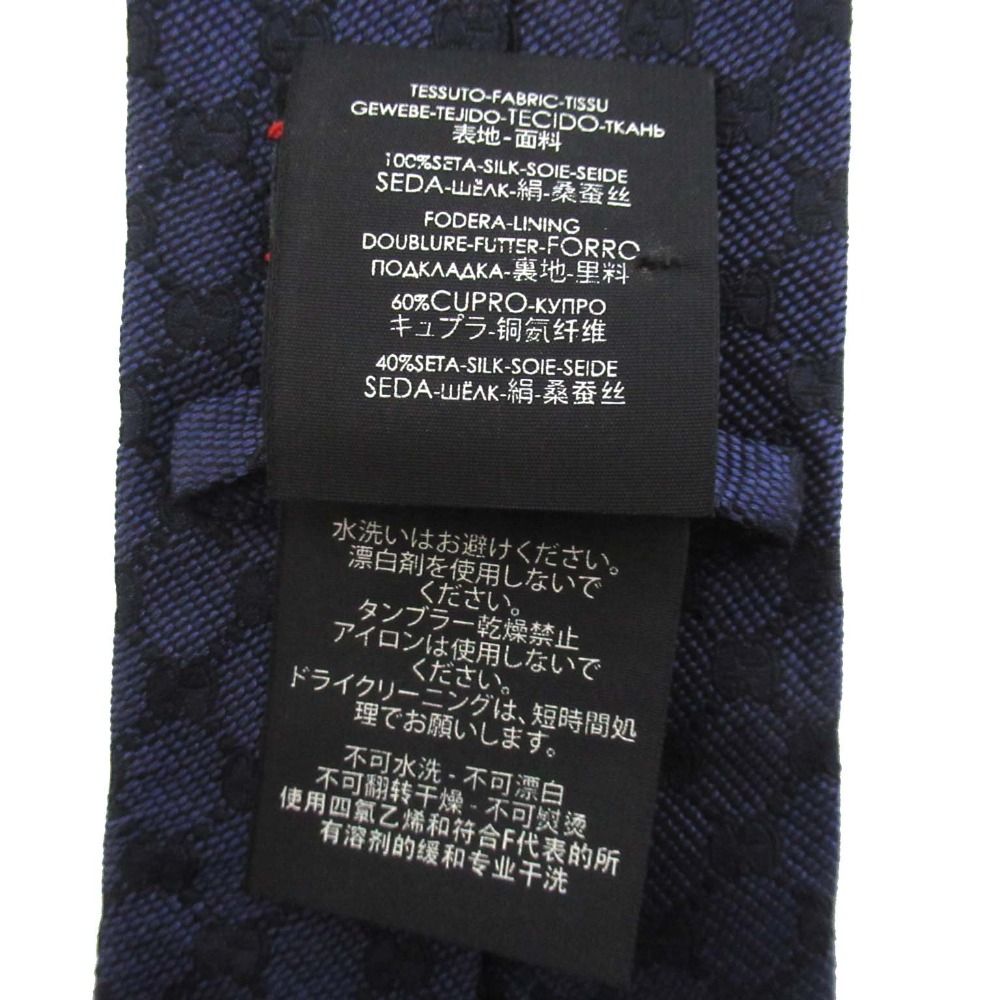 TESSUTO-FABRIC-TISSU
GEWEBE-TEJIDO-TECIDO-ТКАНЬ
表地-面料
100%SETA-SILK-SOIE-SEIDE
SEDA-ШЁЛК-絹-桑蚕丝
FODERA-LINING
DOUBLURE-FUTTER-FORRO
ПОДКЛАДКА-裏地-里料
60%CUPRO-КУПРО
キュプラ-铜氨纤维
40%SETA-SILK-SOIE-SEIDE
SEDA-ШЁЛК-絹-桑蚕丝
水洗いはお避けください。
漂白剤を使用しないで
ください。
タンブラー乾燥禁止
アイロンは使用しないで
ください。
ドライクリーニングは、短時間処
理でお願いします。
不可水洗 - 不可漂白
不可翻转干燥 - 不可熨烫
使用四氯乙烯和符合F代表的所
有溶剂的缓和专业干洗